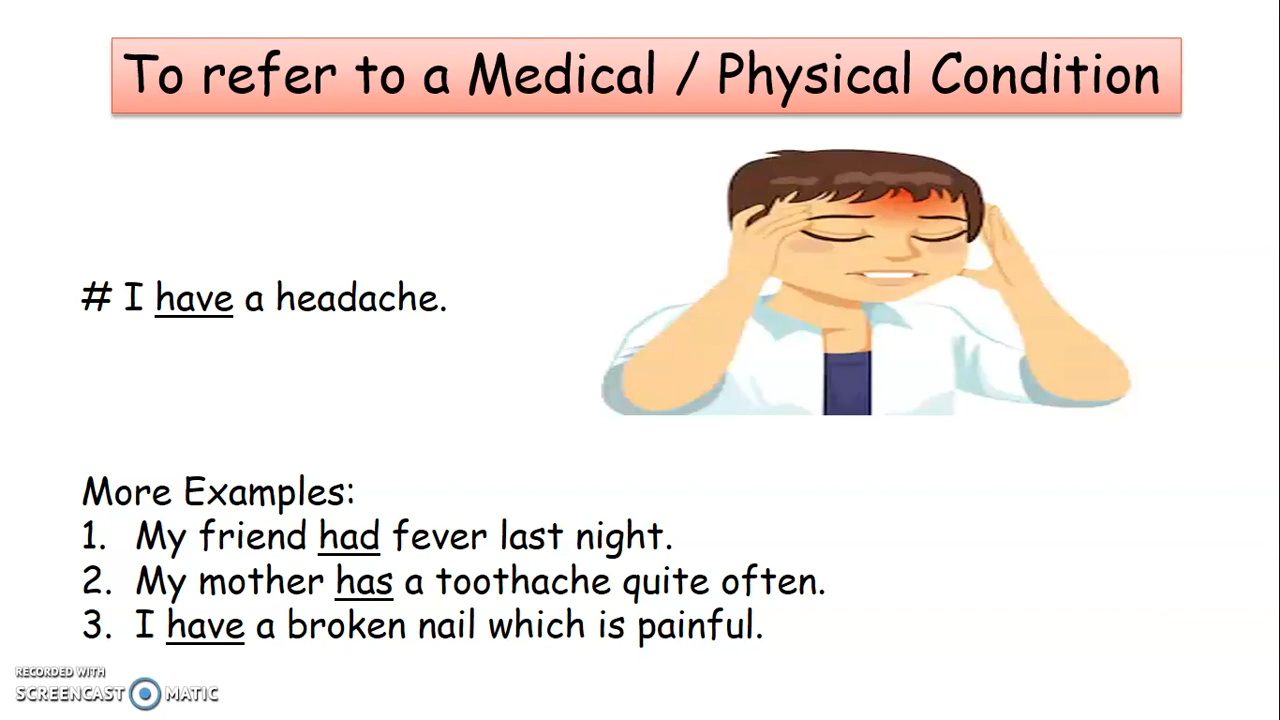 To refer to a Medical / Physical Condition
# I have a headache.
More Examples:
1. My friend had fever last night.
2. My mother has a toothache quite often.
3. I have a broken nail which is painful.
RECORDED WITH
SCREENCAST MATIC